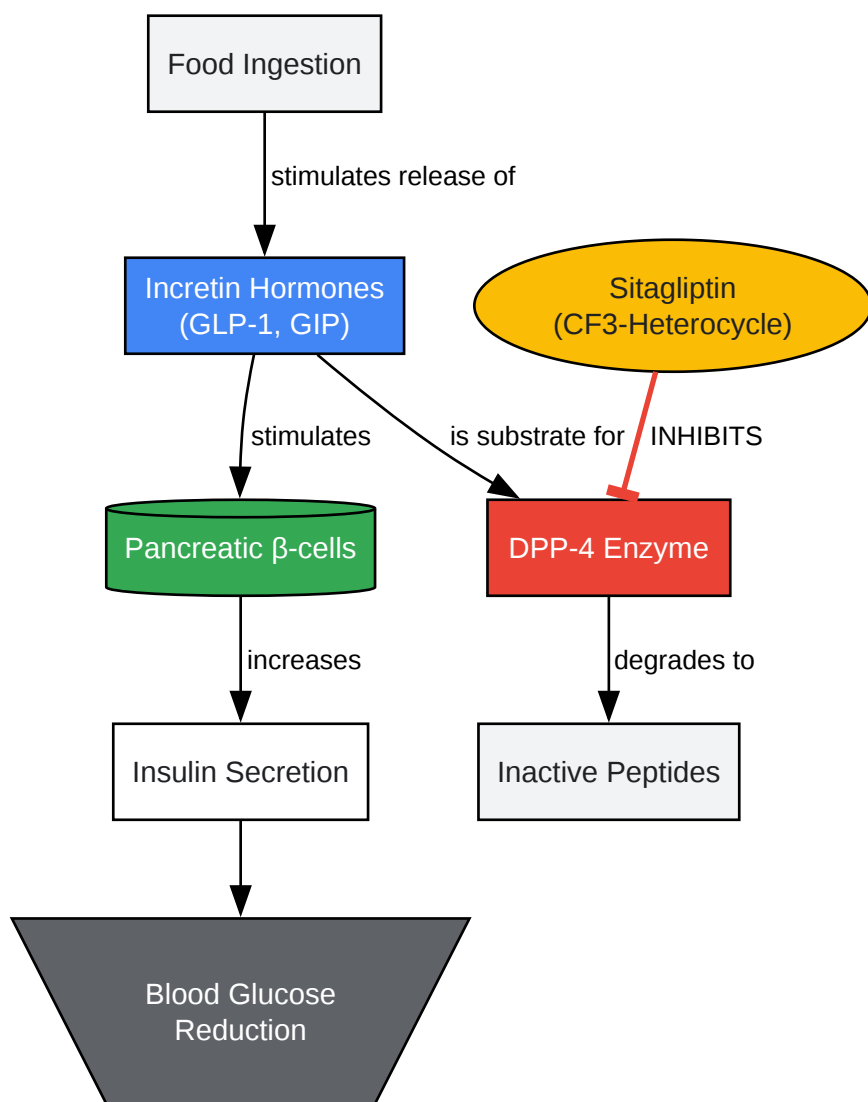 Food Ingestion
stimulates release of
Incretin Hormones
(GLP-1, GIP)
Sitagliptin
(CF3-Heterocycle)
stimulates
is substrate for
INHIBITS
Pancreatic β-cells
DPP-4 Enzyme
increases
degrades to
Insulin Secretion
Inactive Peptides
Blood Glucose
Reduction